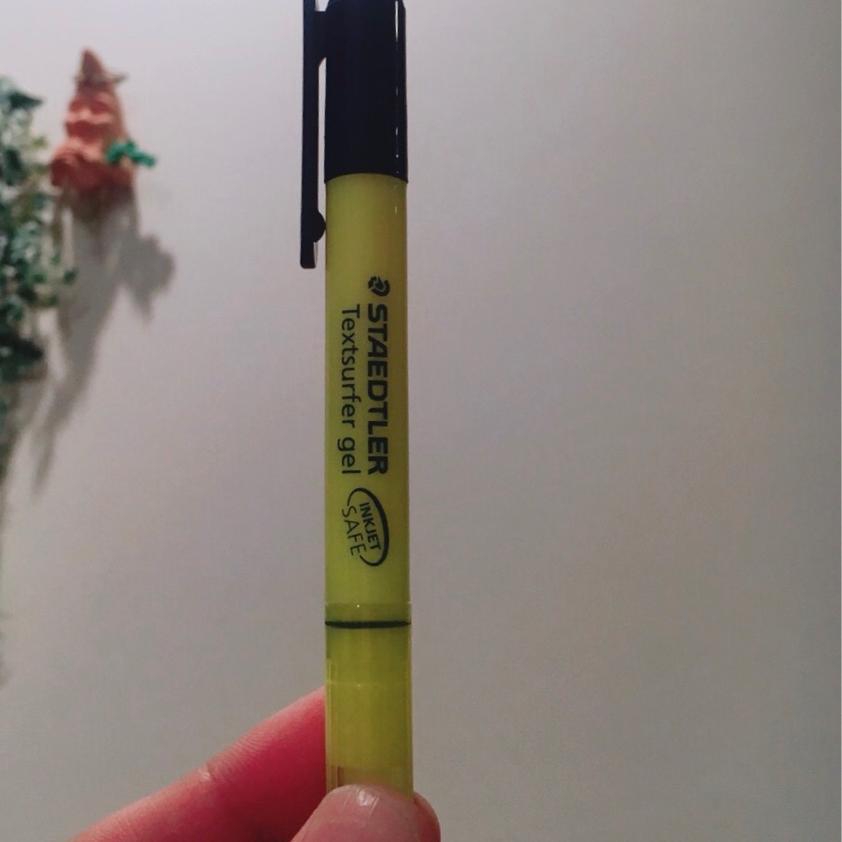 STAEDTLER
Textsurfer gel
INKJET
SAFE